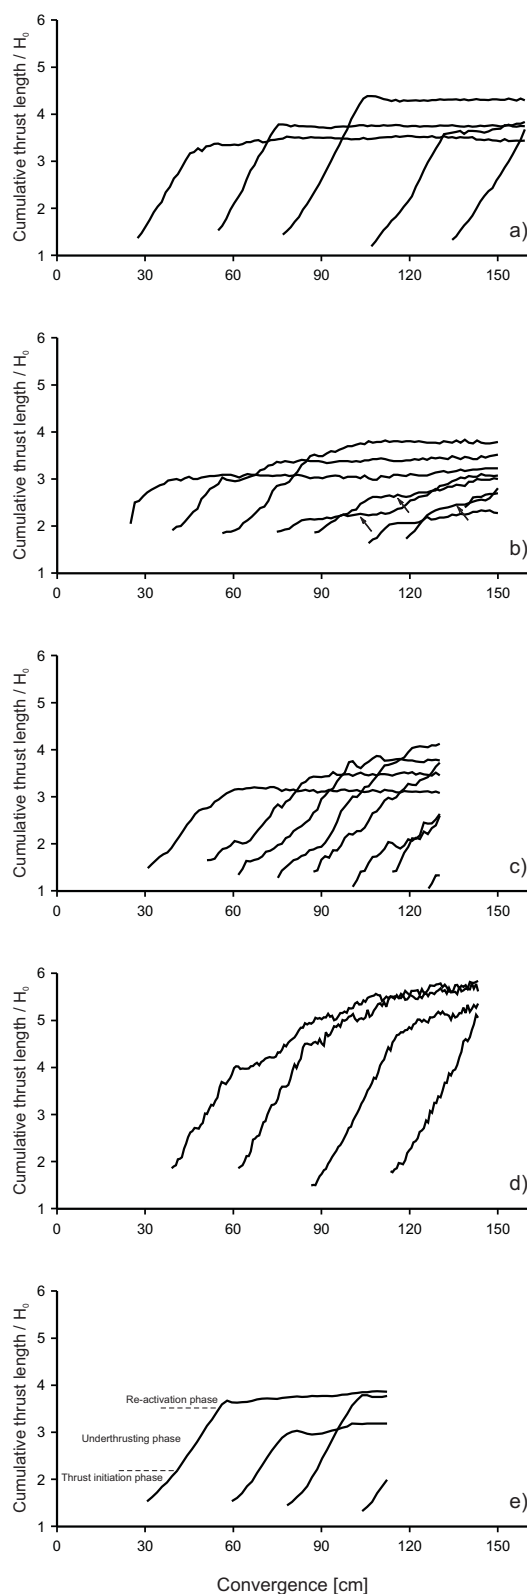 Cumulative thrust length / H₀
6
5
4
3
2
1
0 30 60 90 120
a)
Cumulative thrust length / H₀
6
5
4
3
2
1
0 30 60 90 120 150
b)
Cumulative thrust length / H₀
6
5
4
3
2
1
0 30 60 90 120 150
c)
Cumulative thrust length / H₀
6
5
4
3
2
1
0 30 60 90 120 150
d)
Cumulative thrust length / H₀
6
5
4
3
2
1
Re-activation phase
Underthrusting phase
Thrust initiation phase
0 30 60 90 120 150
e)
Convergence [cm]